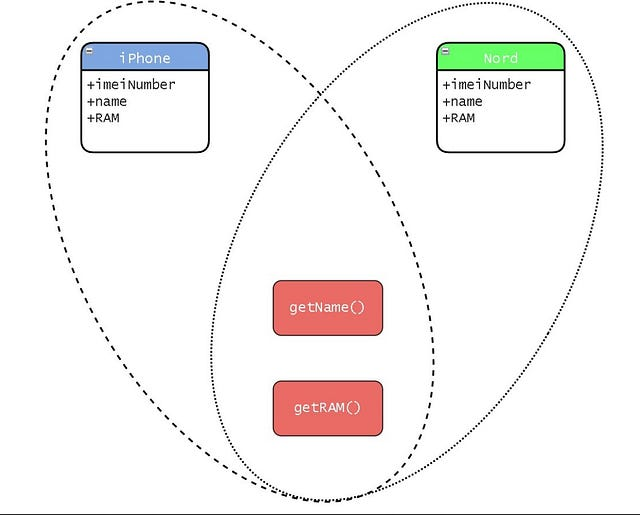 iPhone
+imeiNumber
+name
+RAM
Nord
+imeiNumber
+name
+RAM
getName()
getRAM()